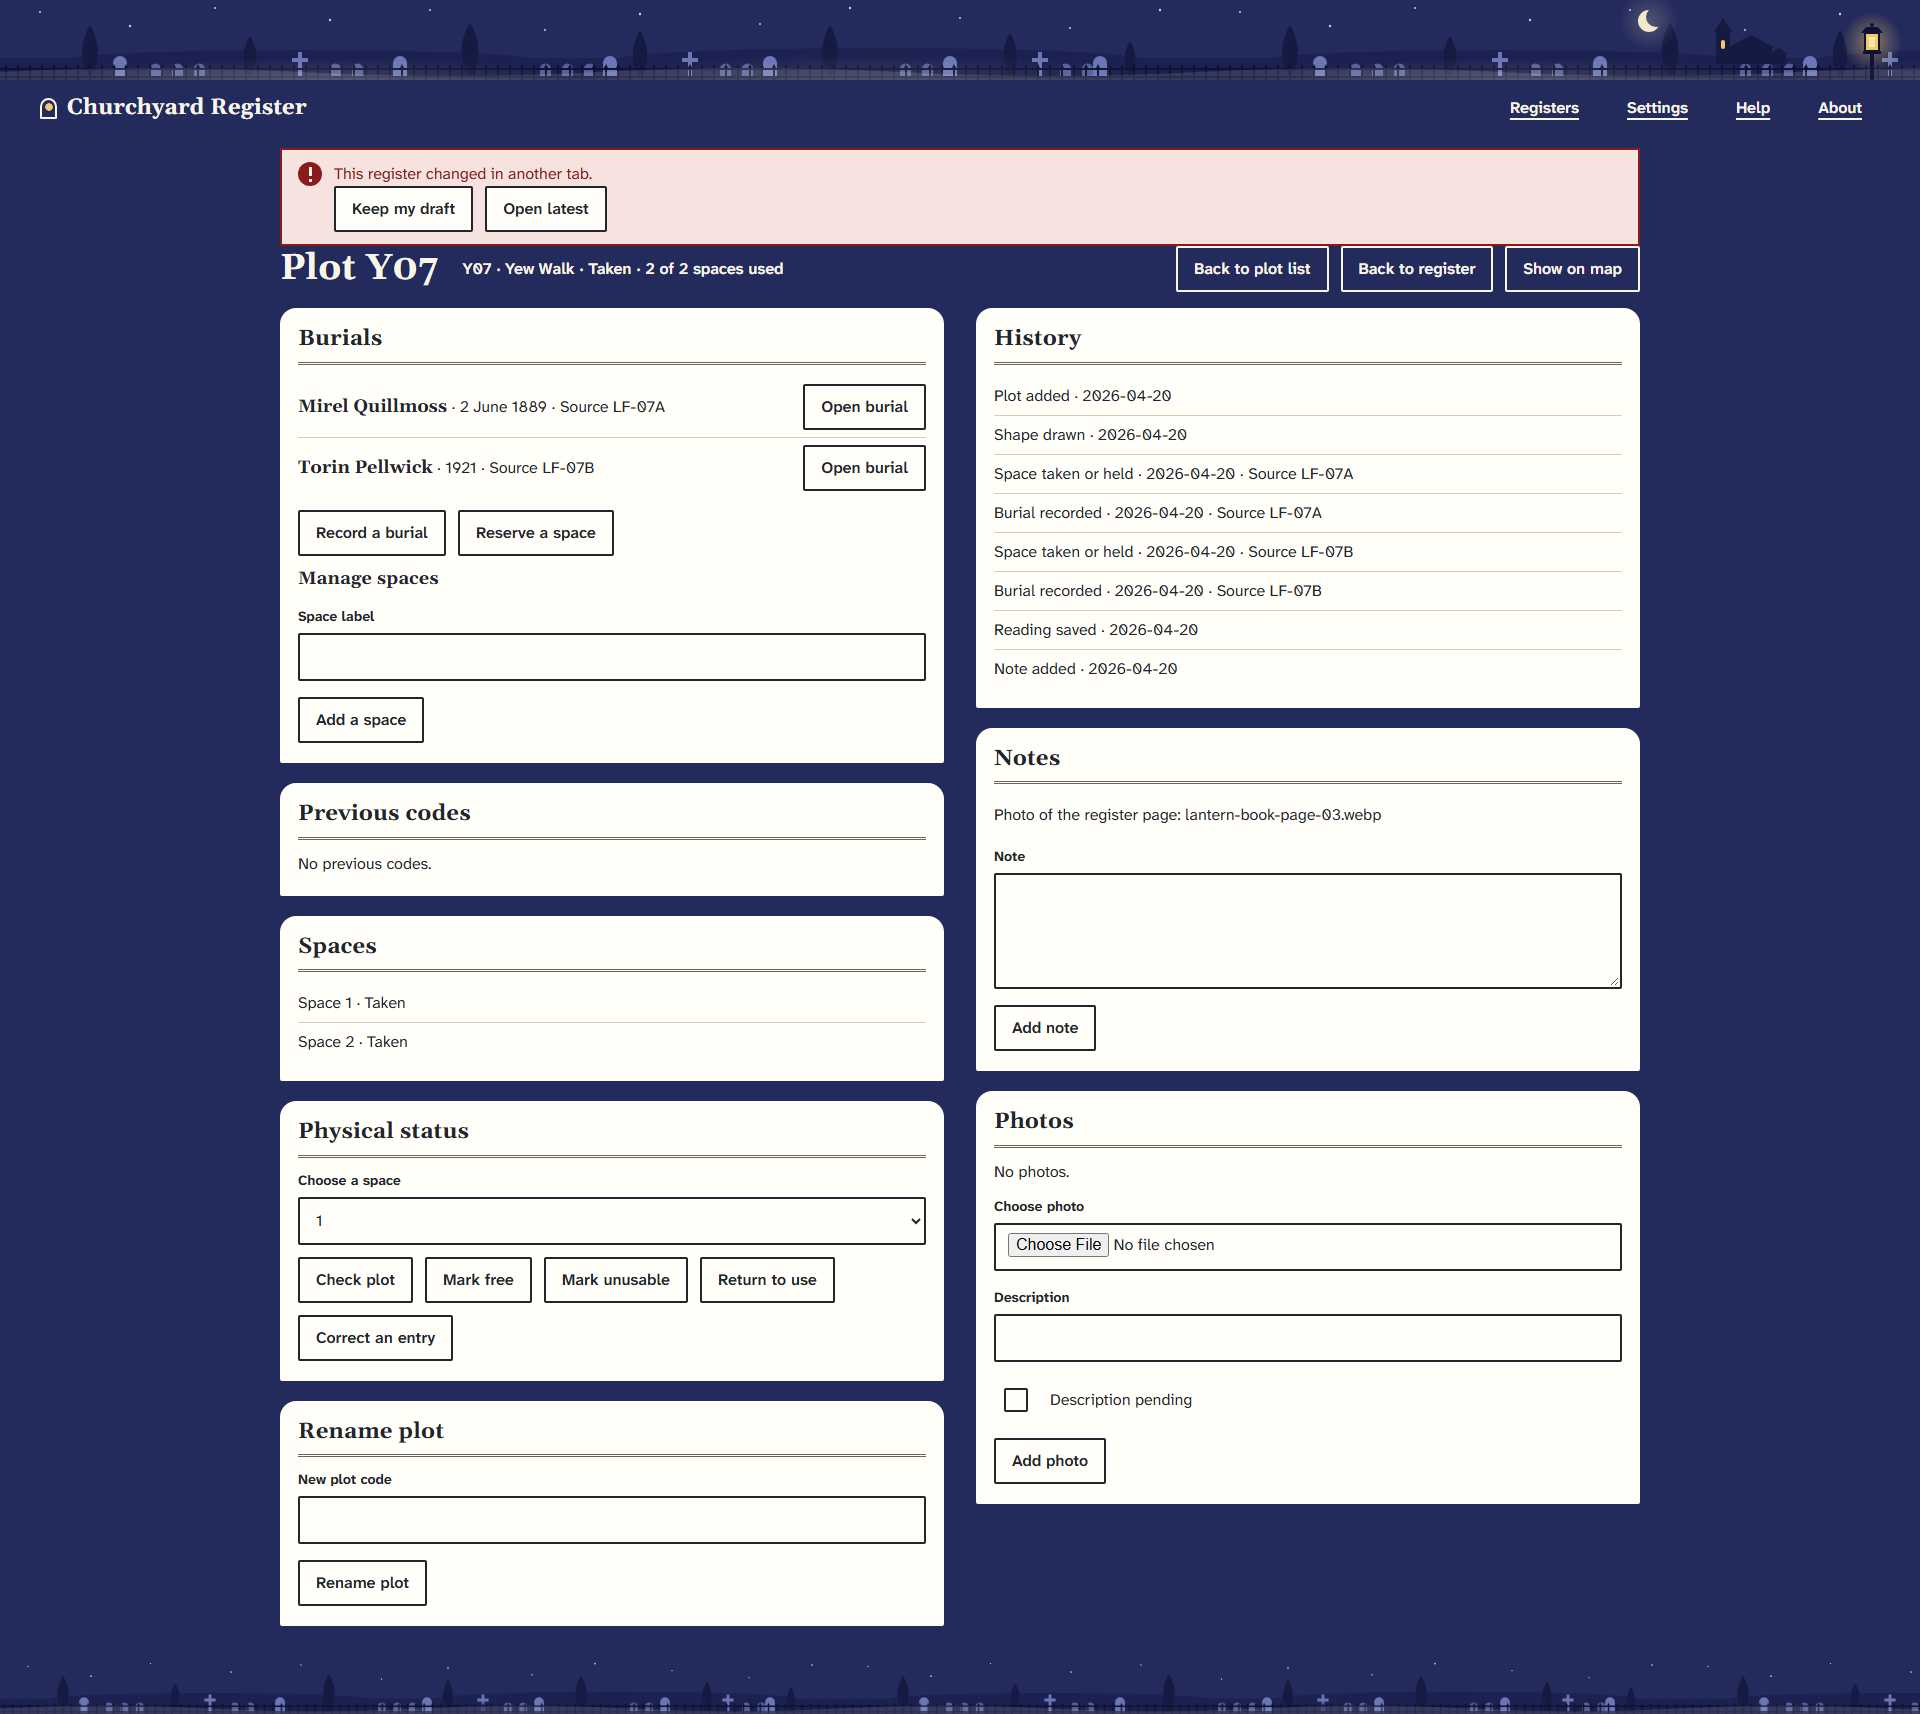 Churchyard Register
Registers
Settings
Help
About
This register changed in another tab.
Keep my draft
Open latest
Plot Y07
Y07 · Yew Walk · Taken · 2 of 2 spaces used
Back to plot list
Back to register
Show on map
Burials
Mirel Quillmoss · 2 June 1889 · Source LF-07A
Open burial
Torin Pellwick · 1921 · Source LF-07B
Open burial
Record a burial
Reserve a space
Manage spaces
Space label
Add a space
Previous codes
No previous codes.
Spaces
Space 1 · Taken
Space 2 · Taken
Physical status
Choose a space
1
Check plot
Mark free
Mark unusable
Return to use
Correct an entry
Rename plot
New plot code
Rename plot
History
Plot added · 2026-04-20
Shape drawn · 2026-04-20
Space taken or held · 2026-04-20 · Source LF-07A
Burial recorded · 2026-04-20 · Source LF-07A
Space taken or held · 2026-04-20 · Source LF-07B
Burial recorded · 2026-04-20 · Source LF-07B
Reading saved · 2026-04-20
Note added · 2026-04-20
Notes
Photo of the register page: lantern-book-page-03.webp
Note
Add note
Photos
No photos.
Choose photo
Choose File No file chosen
Description
Description pending
Add photo